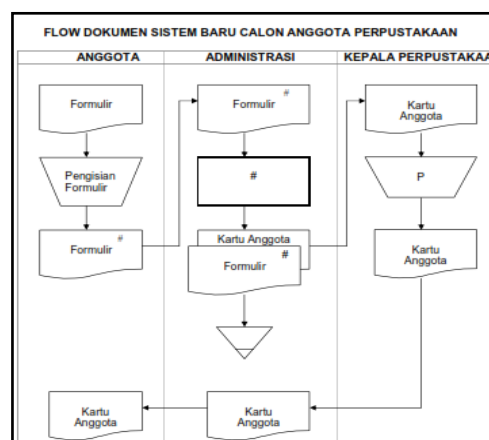 FLOW DOKUMEN SISTEM BARU CALON ANGGOTA PERPUSTAKAAN
ANGGOTA
ADMINISTRASI
KEPALA PERPUSTAKAA
Formulir
Formulir
#
Kartu
Anggota
Pengisian
Formulir
#
P
Formulir
#
Kartu Anggota
Formulir
#
Kartu
Anggota
Kartu
Anggota
Kartu
Anggota